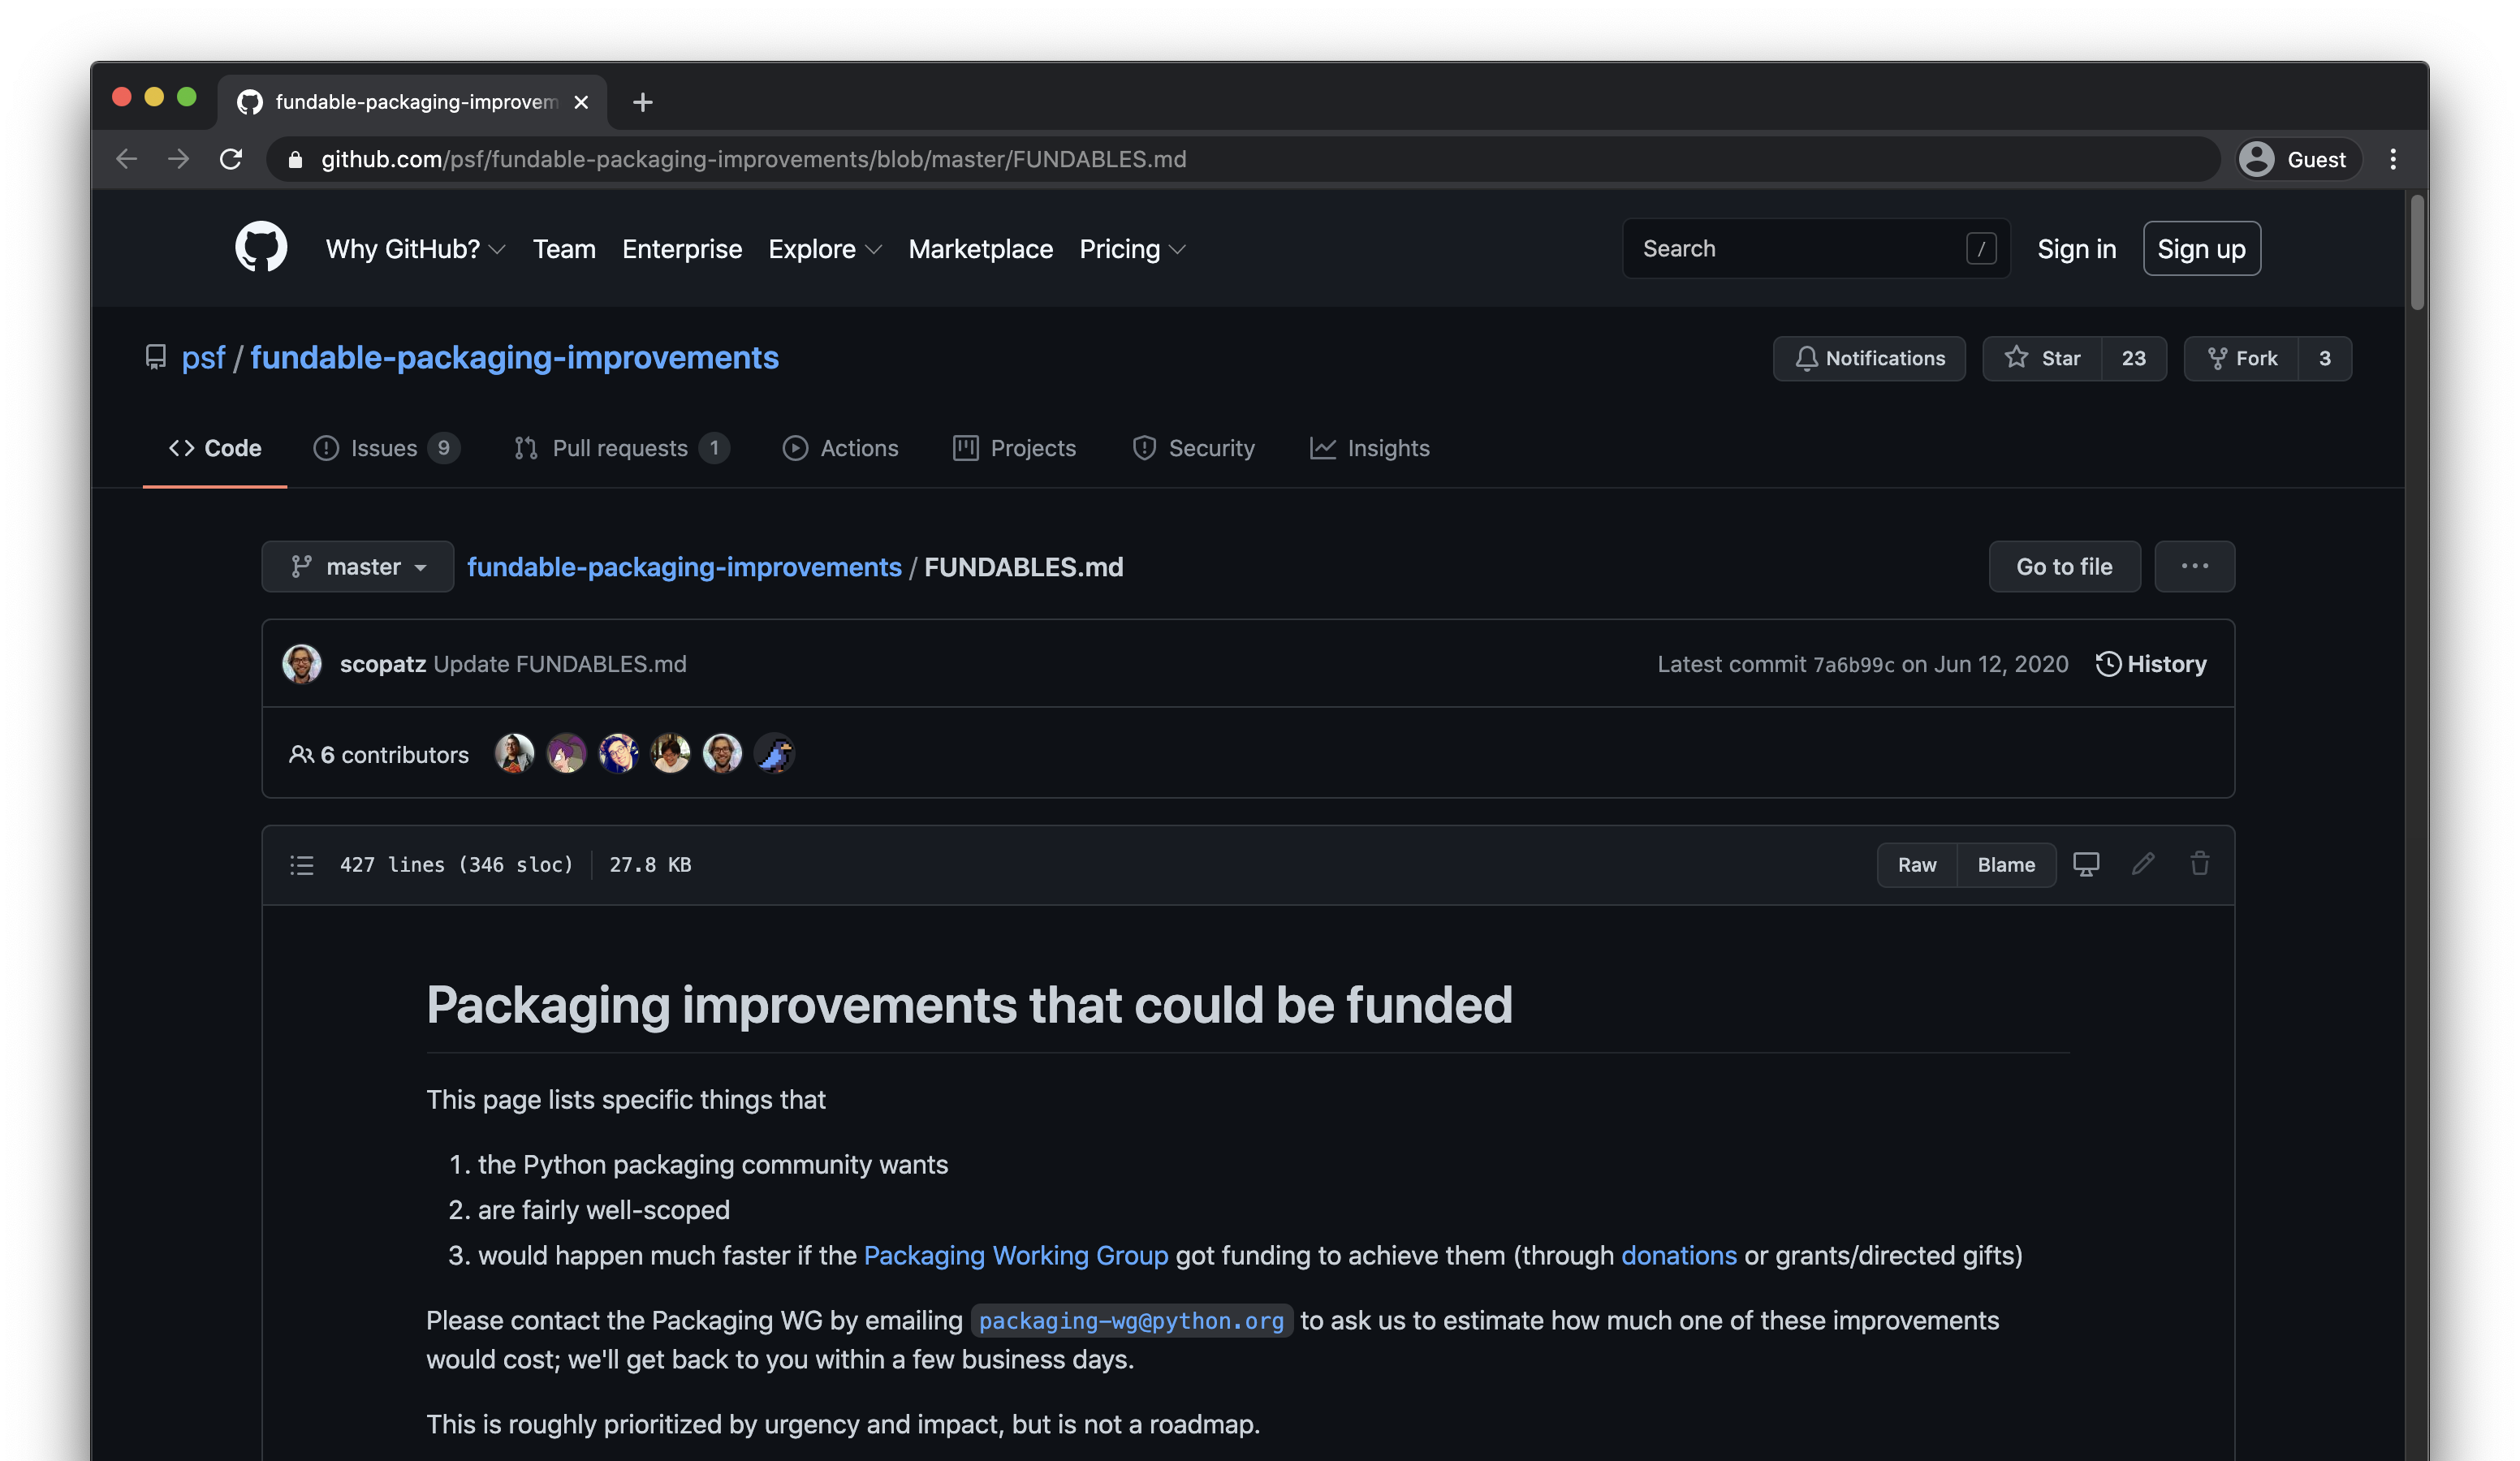 fundable-packaging-improvem
github.com/psf/fundable-packaging-improvements/blob/master/FUNDABLES.md
Guest
Why GitHub? Team Enterprise Explore Marketplace Pricing
Search /
Sign in
Sign up
psf / fundable-packaging-improvements
Notifications
Star 23
Fork 3
Code
Issues 9
Pull requests 1
Actions
Projects
Security
Insights
master
fundable-packaging-improvements / FUNDABLES.md
Go to file
scopatz Update FUNDABLES.md
Latest commit 7a6b99c on Jun 12, 2020
History
6 contributors
427 lines (346 sloc) 27.8 KB
Raw
Blame
Packaging improvements that could be funded
This page lists specific things that
1. the Python packaging community wants
2. are fairly well-scoped
3. would happen much faster if the Packaging Working Group got funding to achieve them (through donations or grants/directed gifts)
Please contact the Packaging WG by emailing packaging-wg@python.org to ask us to estimate how much one of these improvements
would cost; we'll get back to you within a few business days.
This is roughly prioritized by urgency and impact, but is not a roadmap.